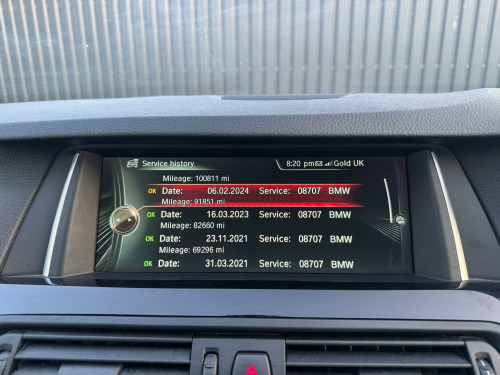 Service history 8:20 pm Gold UK
Mileage: 100811 mi
OK Date: 06.02.2024 Service: 08707 BMW
Mileage: 91851 mi
OK Date: 16.03.2023 Service: 08707 BMW
Mileage: 82660 mi
OK Date: 23.11.2021 Service: 08707 BMW
Mileage: 69296 mi
OK Date: 31.03.2021 Service: 08707 BMW